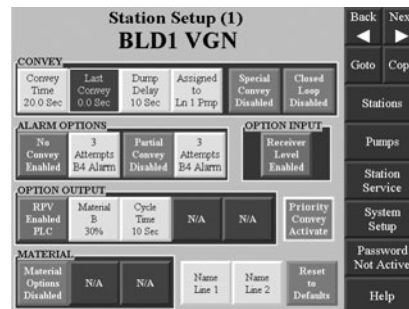 Station Setup (1)
BLD1 VGN
CONVEY
Convey Time 20.0 Sec
Last Convey 0.0 Sec
Dump Delay 10 Sec
Assigned to Ln 1 Pmp
Special Convey Disabled
Closed Loop Disabled
ALARM OPTIONS
No Convey Enabled
3 Attempts B4 Alarm
Partial Convey Disabled
3 Attempts B4 Alarm
OPTION INPUT
Receiver Level Enabled
OPTION OUTPUT
RPV Enabled PLC
Material B 30%
Cycle Time 10 Sec
N/A
N/A
Priority Convey Activate
MATERIAL
Material Options Disabled
N/A
N/A
Name Line 1
Name Line 2
Reset to Defaults
Back
Nex
Goto
Cop
Stations
Pumps
Station Service
System Setup
Password Not Active
Help